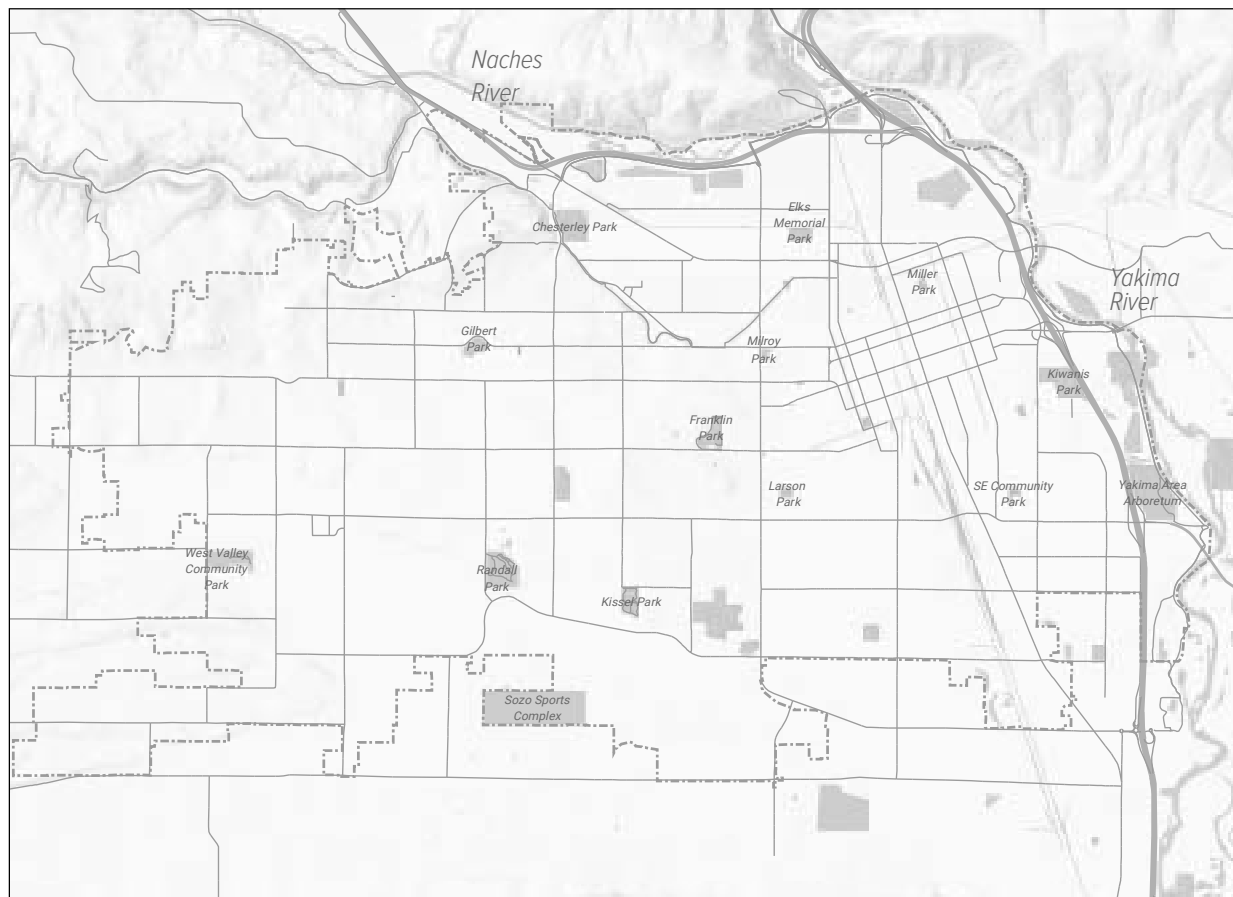 Naches
River
Chesterley Park
Elks
Memorial
Park
Miller
Park
Yakima
River
Gilbert
Park
Milroy
Park
Kiwanis
Park
Franklin
Park
Larson
Park
SE Community
Park
Yakima Area
Arboretum
West Valley
Community
Park
Randall
Park
Kissel Park
Sozo Sports
Complex